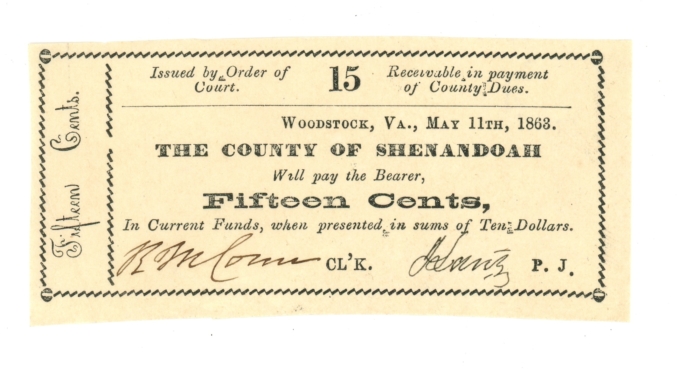 Fifteen Cents.
Issued by Order of Court.
15
Receivable in payment of County Dues.
WOODSTOCK, VA., MAY 11TH, 1863.
THE COUNTY OF SHENANDOAH
Will pay the Bearer,
Fifteen Cents,
In Current Funds, when presented in sums of Ten Dollars.
CL'K. P. J.